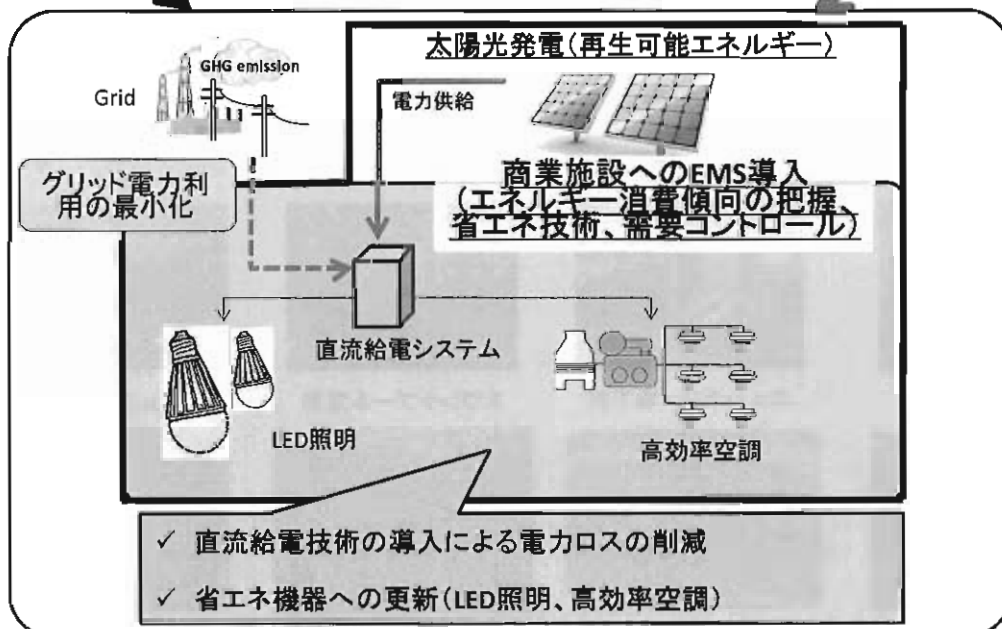 太陽光発電(再生可能エネルギー)
GHG emission
Grid
電力供給
商業施設へのEMS導入
(エネルギー消費傾向の把握、
省エネ技術、需要コントロール)
グリッド電力利
用の最小化
直流給電システム
LED照明
高効率空調
✓ 直流給電技術の導入による電力ロスの削減
✓ 省エネ機器への更新(LED照明、高効率空調)